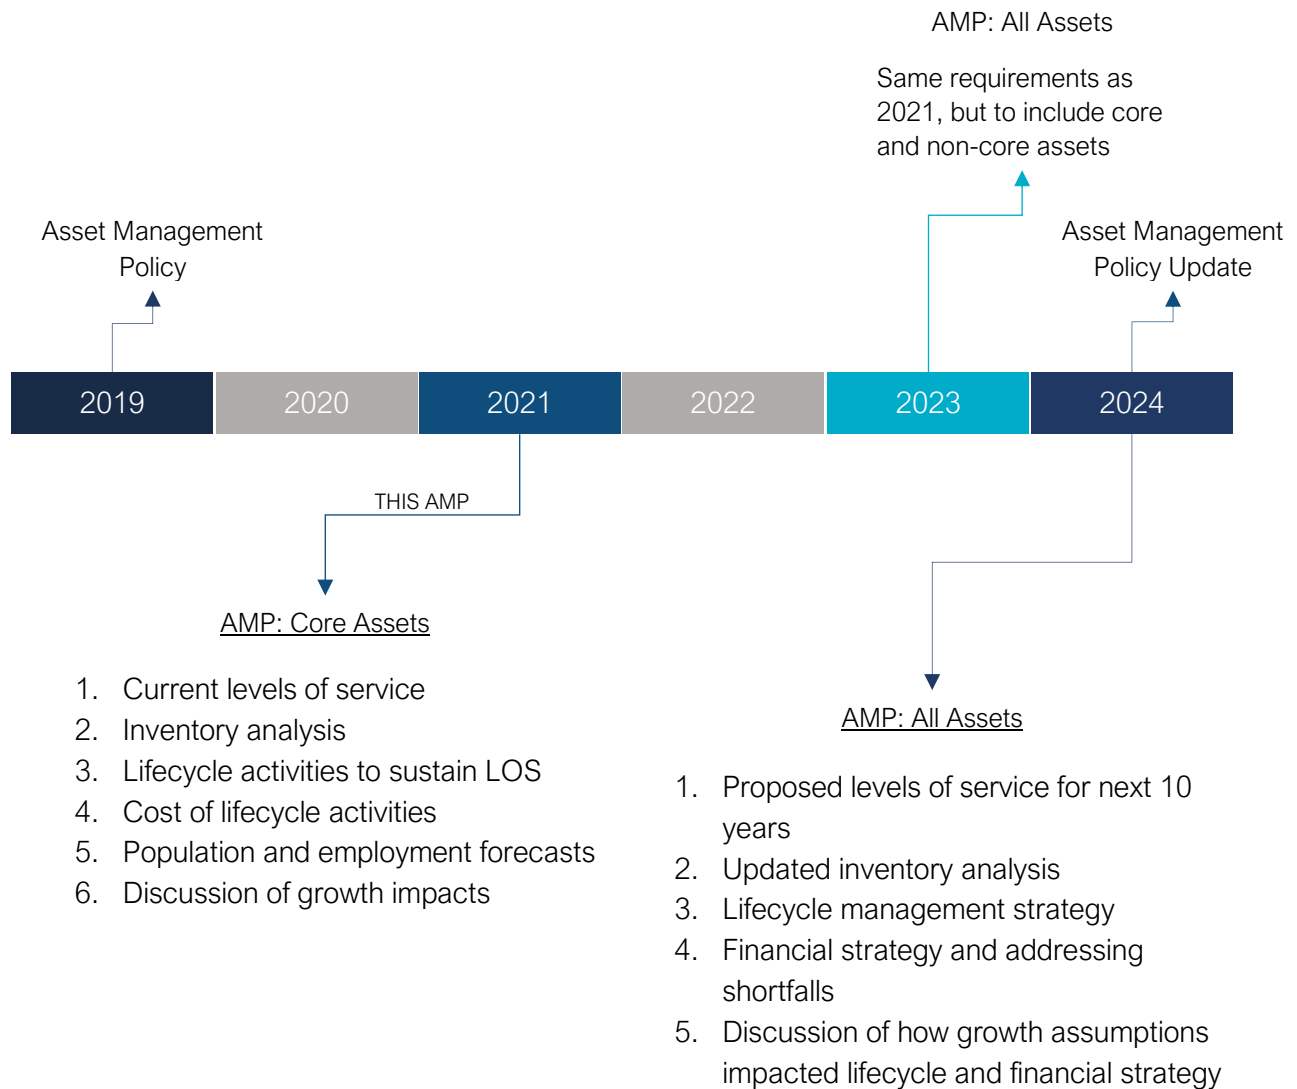 AMP: All Assets
Same requirements as
2021, but to include core
and non-core assets
Asset Management
Policy
Asset Management
Policy Update
2019
2020
2021
2022
2023
2024
THIS AMP
AMP: Core Assets
1. Current levels of service
2. Inventory analysis
3. Lifecycle activities to sustain LOS
4. Cost of lifecycle activities
5. Population and employment forecasts
6. Discussion of growth impacts
AMP: All Assets
1. Proposed levels of service for next 10
years
2. Updated inventory analysis
3. Lifecycle management strategy
4. Financial strategy and addressing
shortfalls
5. Discussion of how growth assumptions
impacted lifecycle and financial strategy